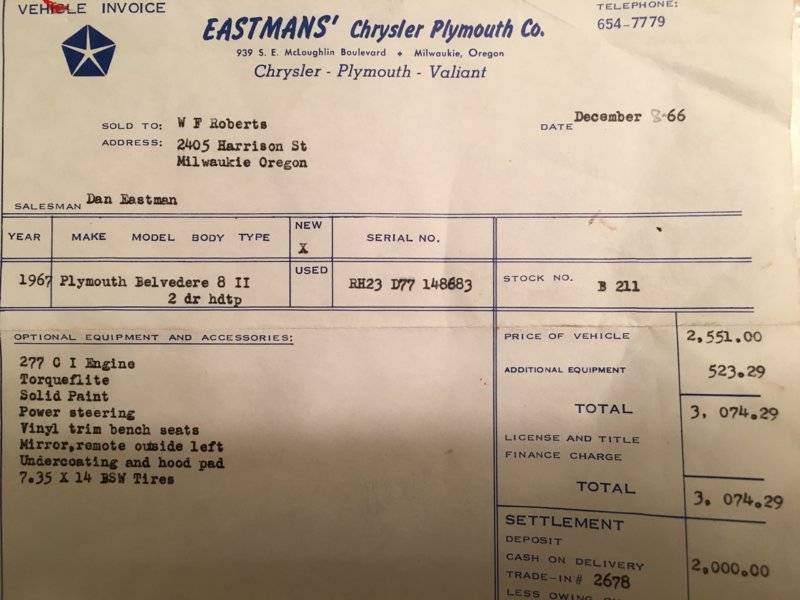 VEHICLE INVOICE
TELEPHONE:
654-7779
EASTMANS' Chrysler Plymouth Co.
939 S. E. McLoughlin Boulevard • Milwaukie, Oregon
Chrysler - Plymouth - Valiant
SOLD TO: W F Roberts
DATE December 8-66
ADDRESS: 2405 Harrison St
Milwaukie Oregon
SALESMAN Dan Eastman
YEAR MAKE MODEL BODY TYPE NEW X SERIAL NO.
1967 Plymouth Belvedere 8 II USED RH23 D77 148683 STOCK NO. B 211
2 dr hdtp
OPTIONAL EQUIPMENT AND ACCESSORIES:
277 C I Engine
Torqueflite
Solid Paint
Power steering
Vinyl trim bench seats
Mirror,remote outside left
Undercoating and hood pad
7.35 X 14 BSW Tires
PRICE OF VEHICLE 2,551.00
ADDITIONAL EQUIPMENT 523.29
TOTAL 3, 074.29
LICENSE AND TITLE
FINANCE CHARGE
TOTAL 3, 074.29
SETTLEMENT
DEPOSIT
CASH ON DELIVERY 2,000.00
TRADE-IN # 2678
LESS OWING